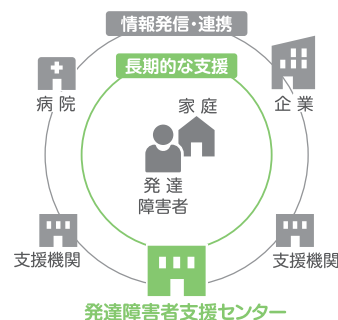 情報発信・連携
長期的な支援
病院
家庭
企業
発達
障害者
支援機関
支援機関
発達障害者支援センター